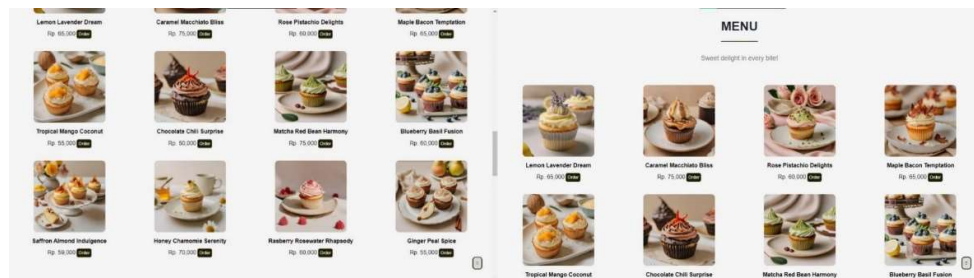 Lemon Lavender Dream
Caramel Macchiato Bliss
Rose Pistachio Delights
Maple Bacon Temptation
Rp. 65,000 Order
Rp. 75,000 Order
Rp. 60,000 Order
Rp. 65,000 Order
Tropical Mango Coconut
Chocolate Chili Surprise
Matcha Red Bean Harmony
Blueberry Basil Fusion
Rp. 55,000 Order
Rp. 50,000 Order
Rp. 75,000 Order
Rp. 60,000 Order
Saffron Almond Indulgence
Honey Chamomile Serenity
Rasberry Rosewater Rhapsody
Ginger Peal Spice
Rp. 59,000 Order
Rp. 70,000 Order
Rp. 59,000 Order
Rp. 55,000 Order
MENU
Sweet delight in every bite!
Lemon Lavender Dream
Caramel Macchiato Bliss
Rose Pistachio Delights
Maple Bacon Temptation
Rp. 65,000 Order
Rp. 75,000 Order
Rp. 60,000 Order
Rp. 65,000 Order
Tropical Mango Coconut
Chocolate Chili Surprise
Matcha Red Bean Harmony
Blueberry Basil Fusion